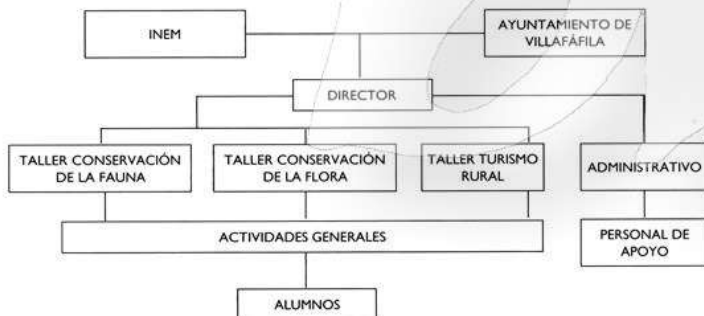 INEM
AYUNTAMIENTO DE
VILLAFÁFILA
DIRECTOR
TALLER CONSERVACIÓN
DE LA FAUNA
TALLER CONSERVACIÓN
DE LA FLORA
TALLER TURISMO
RURAL
ADMINISTRATIVO
ACTIVIDADES GENERALES
PERSONAL DE
APOYO
ALUMNOS